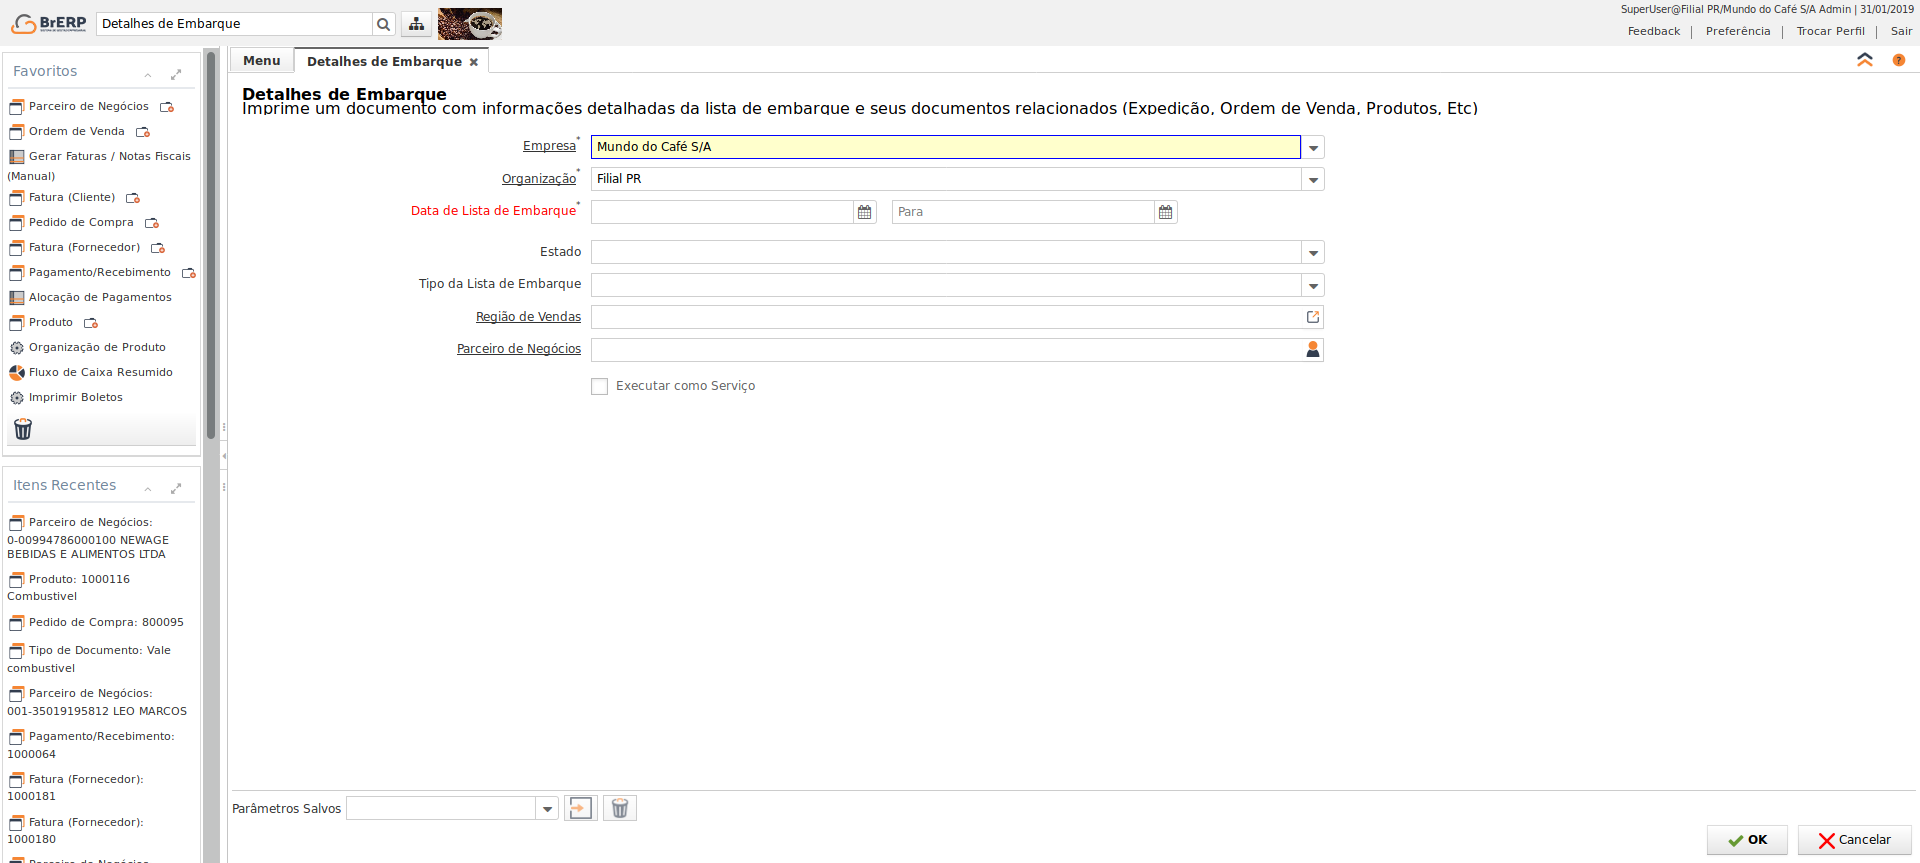 BrERP
Detalhes de Embarque
SuperUser@Filial PR/Mundo do Café S/A Admin | 31/01/2019
Feedback | Preferência | Trocar Perfil | Sair
Favoritos
Parceiro de Negócios
Ordem de Venda
Gerar Faturas / Notas Fiscais
(Manual)
Fatura (Cliente)
Pedido de Compra
Fatura (Fornecedor)
Pagamento/Recebimento
Alocação de Pagamentos
Produto
Organização de Produto
Fluxo de Caixa Resumido
Imprimir Boletos
Itens Recentes
Parceiro de Negócios:
0-00994786000100 NEWAGE
BEBIDAS E ALIMENTOS LTDA
Produto: 1000116
Combustivel
Pedido de Compra: 800095
Tipo de Documento: Vale
combustivel
Parceiro de Negócios:
001-35019195812 LEO MARCOS
Pagamento/Recebimento:
1000064
Fatura (Fornecedor):
1000181
Fatura (Fornecedor):
1000180
Parceiro de Negócios
Menu
Detalhes de Embarque
Detalhes de Embarque
Imprime um documento com informações detalhadas da lista de embarque e seus documentos relacionados (Expedição, Ordem de Venda, Produtos, Etc)
Empresa* Mundo do Café S/A
Organização* Filial PR
Data de Lista de Embarque* Para
Estado
Tipo da Lista de Embarque
Região de Vendas
Parceiro de Negócios
Executar como Serviço
Parâmetros Salvos
OK
Cancelar